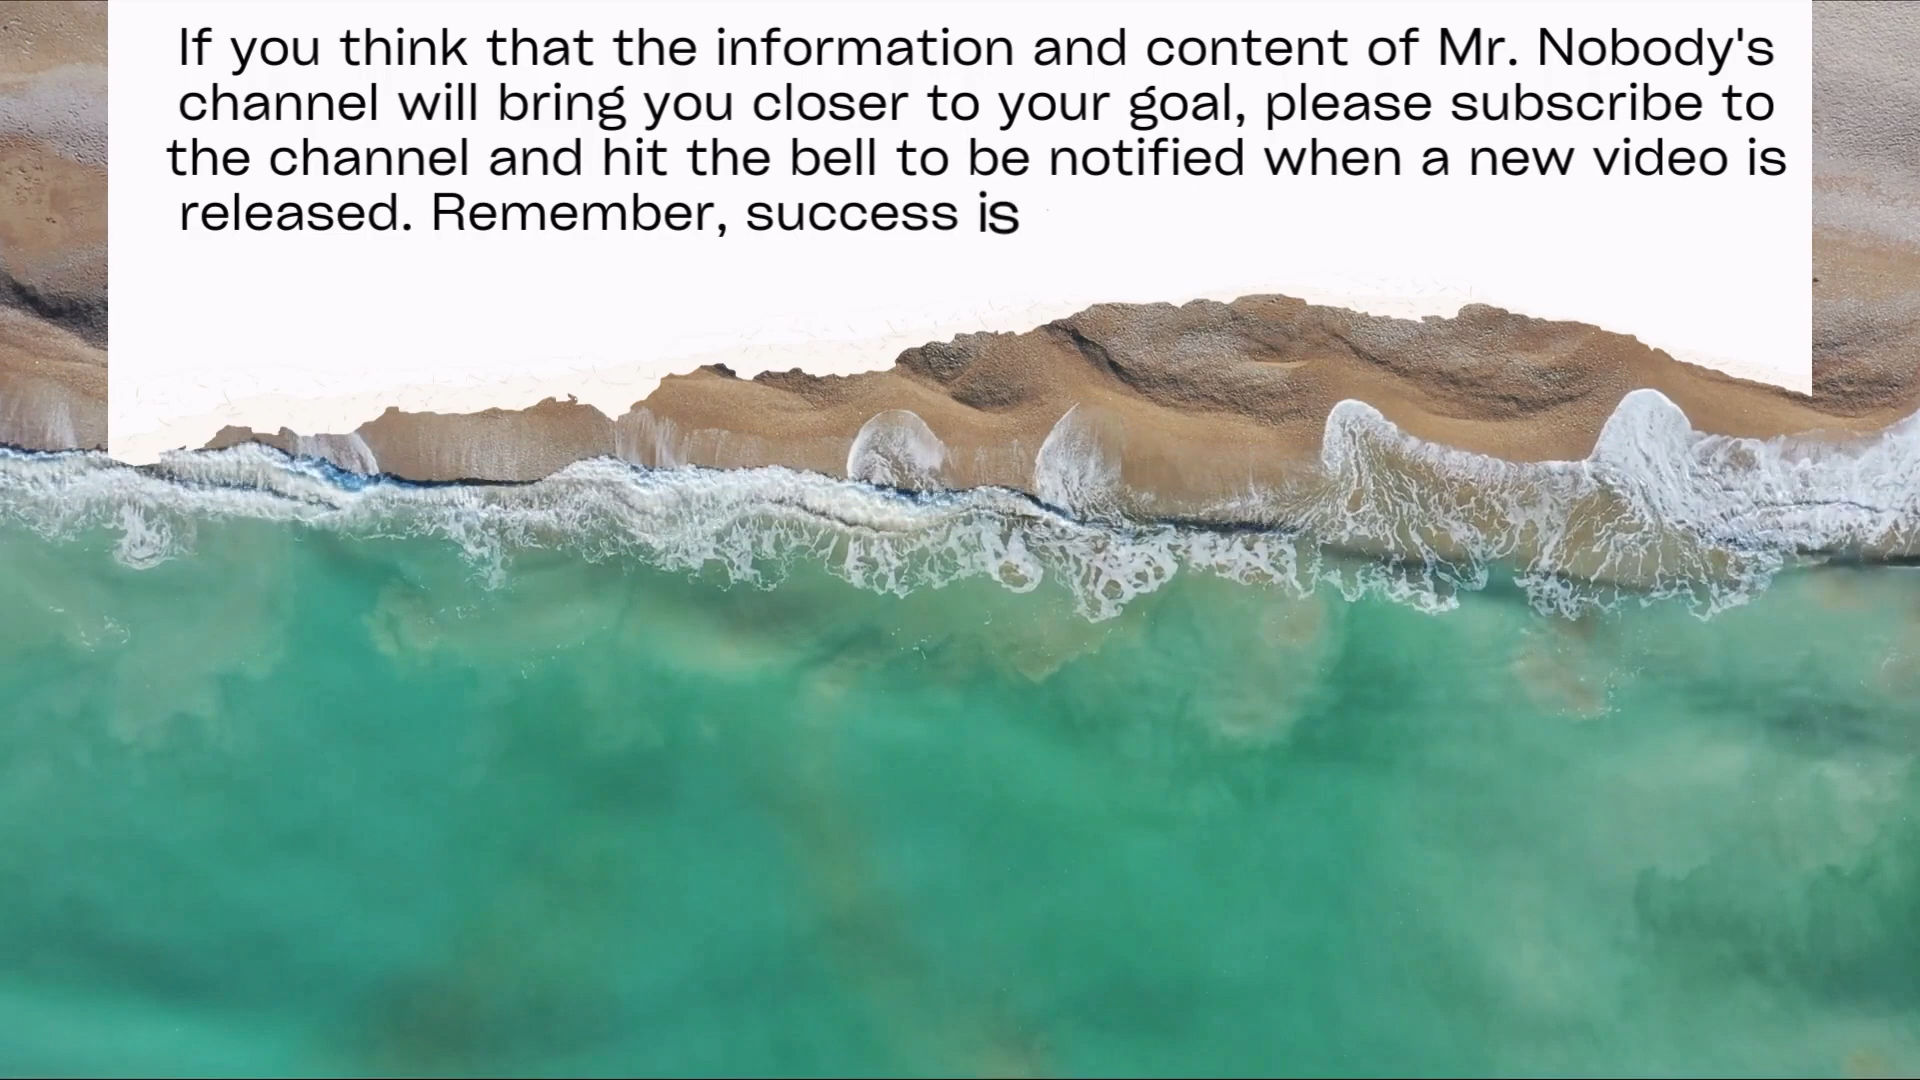 If you think that the information and content of Mr. Nobody's
channel will bring you closer to your goal, please subscribe to
the channel and hit the bell to be notified when a new video is
released. Remember, success is